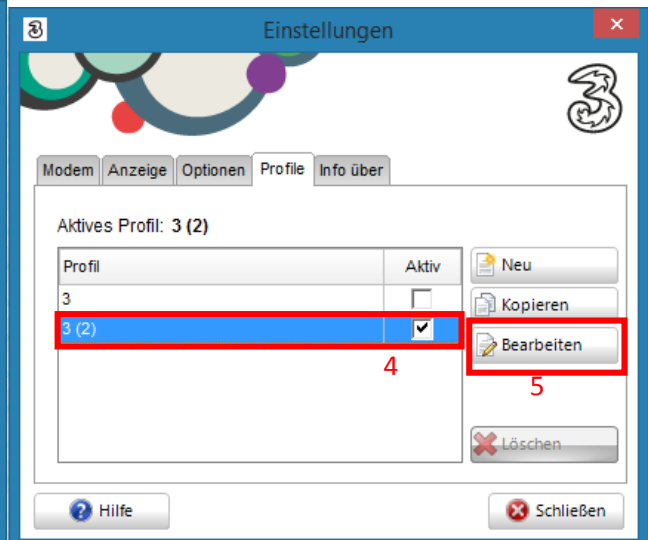 Einstellungen
Modem Anzeige Optionen Profile Info über
Aktives Profil: 3 (2)
Profil Aktiv
3
3 (2)
Neu
Kopieren
Bearbeiten
4
5
Löschen
Hilfe
Schließen